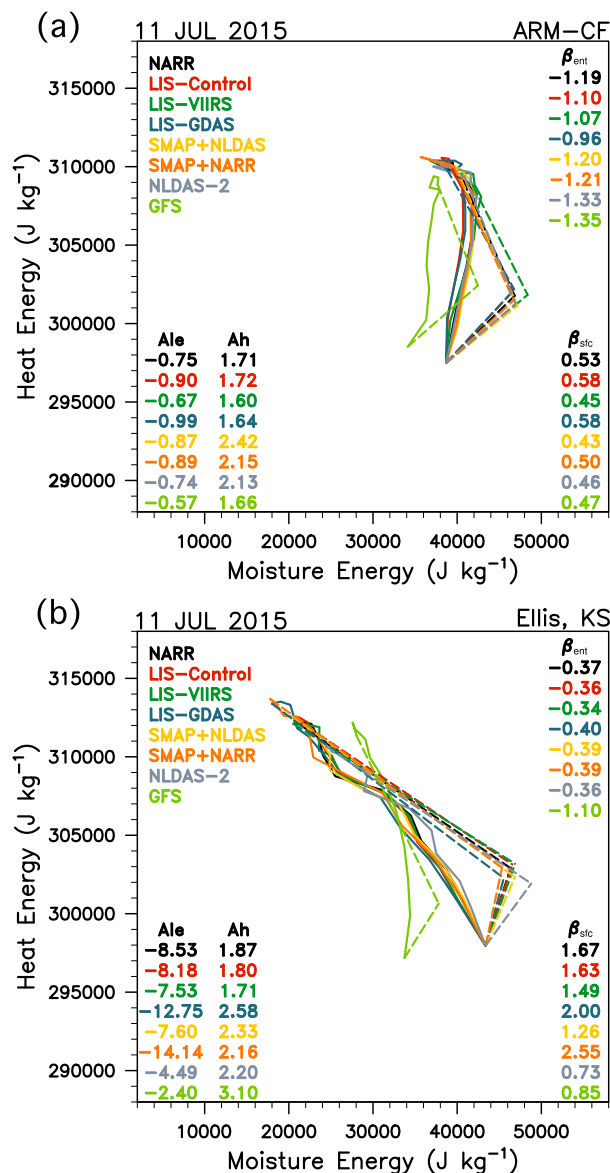 (a)
11 JUL 2015 ARM−CF
NARR βent
LIS−Control −1.19
LIS−VIIRS −1.10
LIS−GDAS −1.07
SMAP+NLDAS −0.96
SMAP+NARR −1.20
NLDAS−2 −1.21
GFS −1.33
−1.35
315000
310000
305000
300000
295000
290000
Heat Energy (J kg−1)
Ale Ah βsfc
−0.75 1.71 0.53
−0.90 1.72 0.58
−0.67 1.60 0.45
−0.99 1.64 0.58
−0.87 2.42 0.43
−0.89 2.15 0.50
−0.74 2.13 0.46
−0.57 1.66 0.47
10000 20000 30000 40000 50000
Moisture Energy (J kg−1)
(b)
11 JUL 2015 Ellis, KS
NARR βent
LIS−Control −0.37
LIS−VIIRS −0.36
LIS−GDAS −0.34
SMAP+NLDAS −0.40
SMAP+NARR −0.39
NLDAS−2 −0.39
GFS −0.36
−1.10
315000
310000
305000
300000
295000
290000
Heat Energy (J kg−1)
Ale Ah βsfc
−8.53 1.87 1.67
−8.18 1.80 1.63
−7.53 1.71 1.49
−12.75 2.58 2.00
−7.60 2.33 1.26
−14.14 2.16 2.55
−4.49 2.20 0.73
−2.40 3.10 0.85
10000 20000 30000 40000 50000
Moisture Energy (J kg−1)